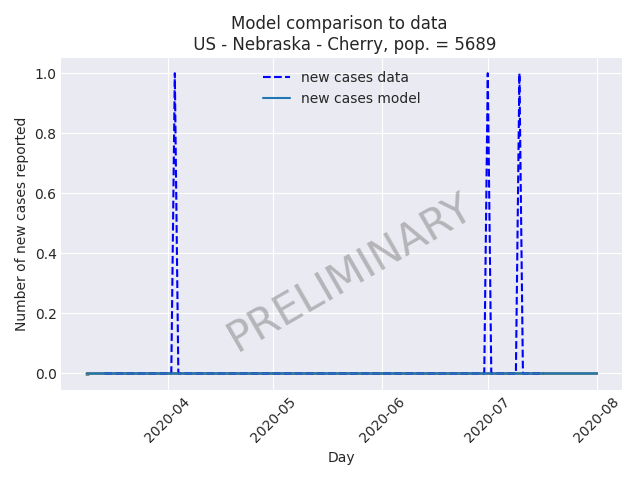 Model comparison to data
US - Nebraska - Cherry, pop. = 5689
new cases data
new cases model
Number of new cases reported
1.0
0.8
0.6
0.4
0.2
0.0
PRELIMINARY
2020-04
2020-05
2020-06
2020-07
2020-08
Day